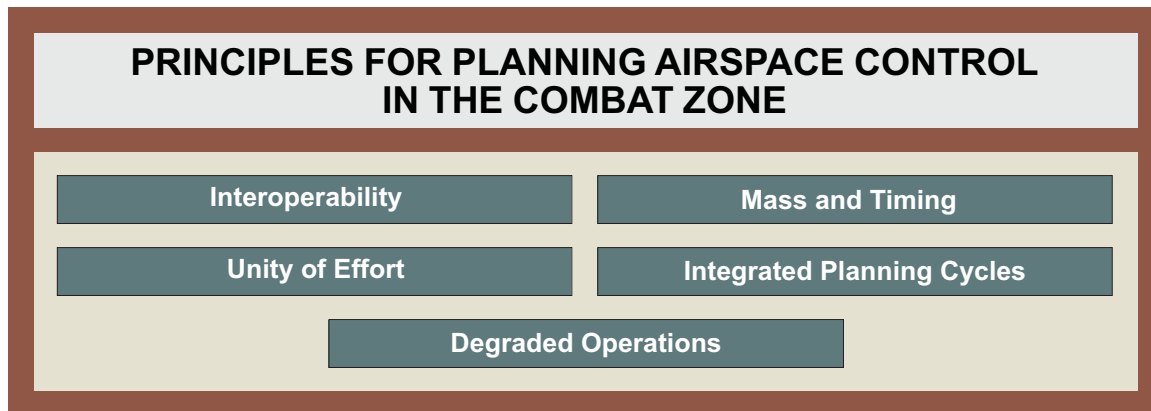 PRINCIPLES FOR PLANNING AIRSPACE CONTROL
IN THE COMBAT ZONE
Interoperability
Mass and Timing
Unity of Effort
Integrated Planning Cycles
Degraded Operations